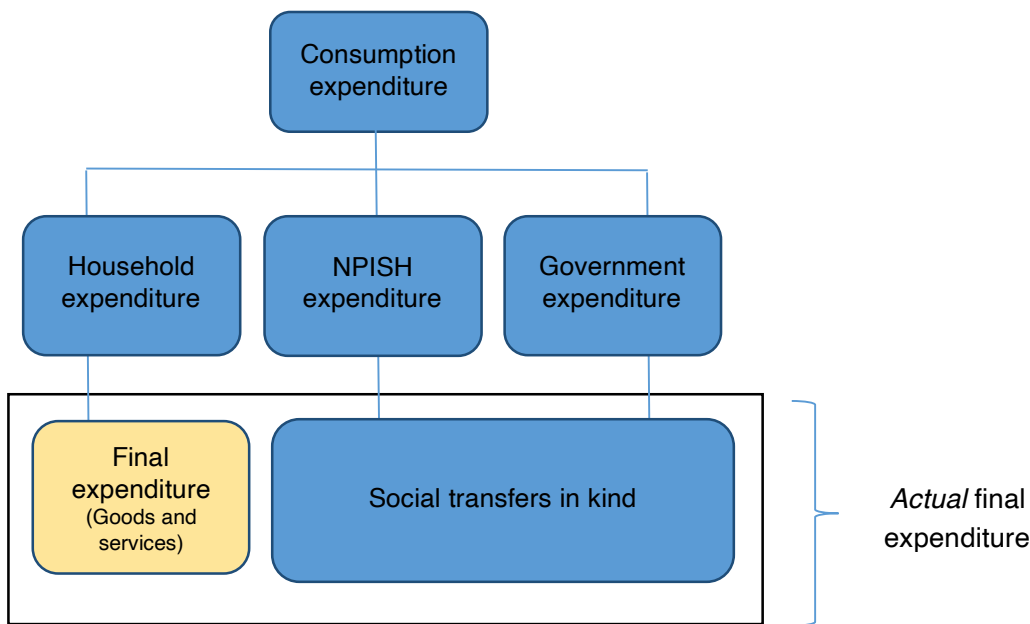 Consumption
expenditure
Household
expenditure
NPISH
expenditure
Government
expenditure
Final
expenditure
(Goods and
services)
Social transfers in kind
Actual final
expenditure